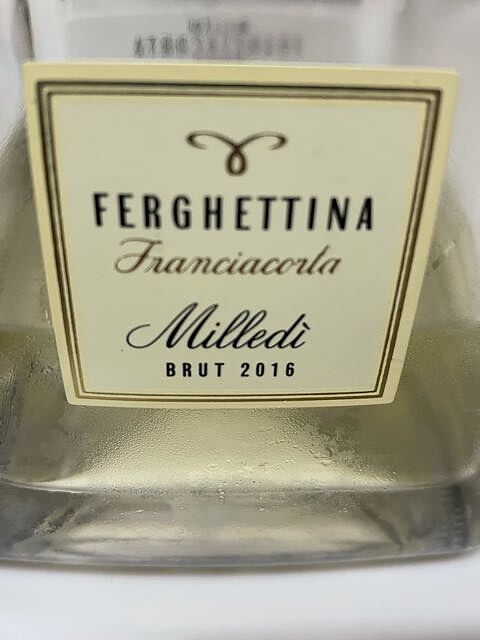 FERGHETTINA
Franciacorta
Milledì
BRUT 2016